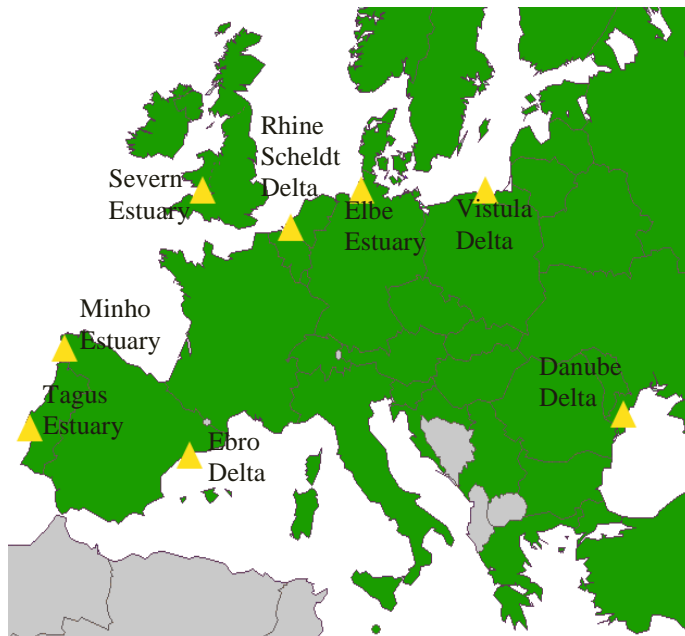 Rhine
Scheldt
Delta
Severn
Estuary
Elbe
Estuary
Vistula
Delta
Minho
Estuary
Tagus
Estuary
Ebro
Delta
Danube
Delta